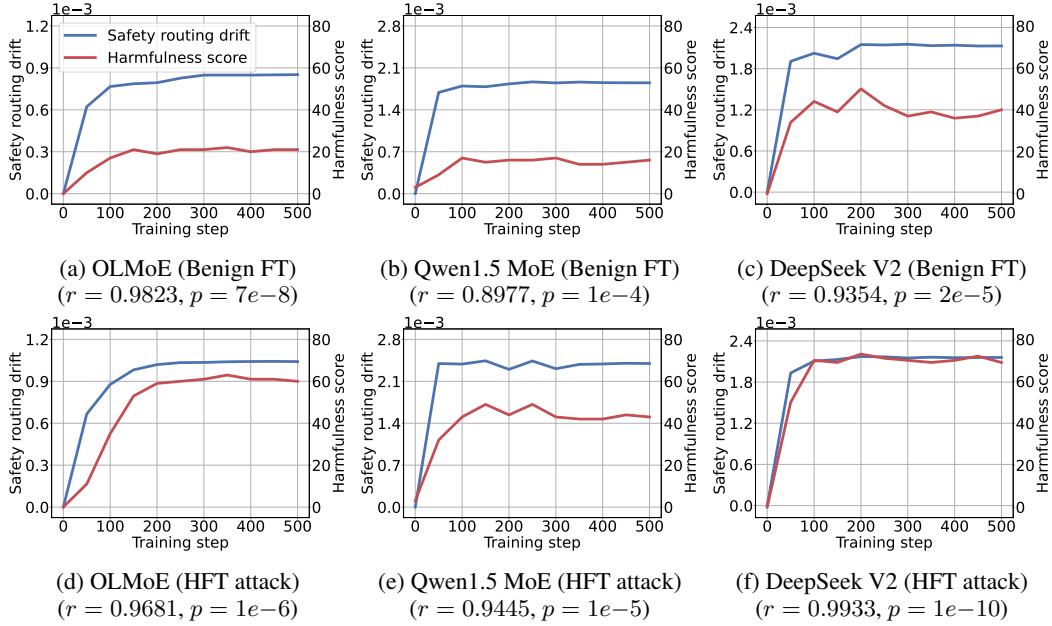 1e−3
1.2
0.9
0.6
0.3
0.0
Safety routing drift
Safety routing drift
Harmfulness score
80
60
40
20
0
Harmfulness score
0 100 200 300 400 500
Training step
(a) OLMoE (Benign FT)
(r = 0.9823, p = 7e−8)
1e−3
2.8
2.1
1.4
0.7
0.0
Safety routing drift
80
60
40
20
0
Harmfulness score
0 100 200 300 400 500
Training step
(b) Qwen1.5 MoE (Benign FT)
(r = 0.8977, p = 1e−4)
1e−3
2.4
1.8
1.2
0.6
0.0
Safety routing drift
80
60
40
20
0
Harmfulness score
0 100 200 300 400 500
Training step
(c) DeepSeek V2 (Benign FT)
(r = 0.9354, p = 2e−5)
1e−3
1.2
0.9
0.6
0.3
0.0
Safety routing drift
80
60
40
20
0
Harmfulness score
0 100 200 300 400 500
Training step
(d) OLMoE (HFT attack)
(r = 0.9681, p = 1e−6)
1e−3
2.8
2.1
1.4
0.7
0.0
Safety routing drift
80
60
40
20
0
Harmfulness score
0 100 200 300 400 500
Training step
(e) Qwen1.5 MoE (HFT attack)
(r = 0.9445, p = 1e−5)
1e−3
2.4
1.8
1.2
0.6
0.0
Safety routing drift
80
60
40
20
0
Harmfulness score
0 100 200 300 400 500
Training step
(f) DeepSeek V2 (HFT attack)
(r = 0.9933, p = 1e−10)